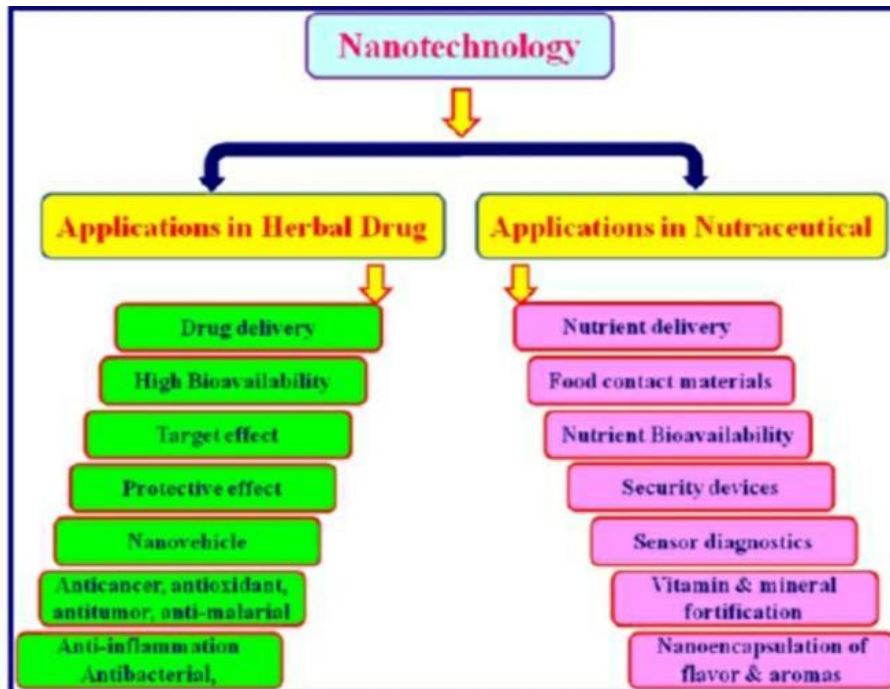 Nanotechnology
Applications in Herbal Drug
Drug delivery
High Bioavailability
Target effect
Protective effect
Nanovehicle
Anticancer, antioxidant,
antitumor, anti-malarial
Anti-inflammation
Antibacterial,
Applications in Nutraceutical
Nutrient delivery
Food contact materials
Nutrient Bioavailability
Security devices
Sensor diagnostics
Vitamin & mineral
fortification
Nanoencapsulation of
flavor & aromas